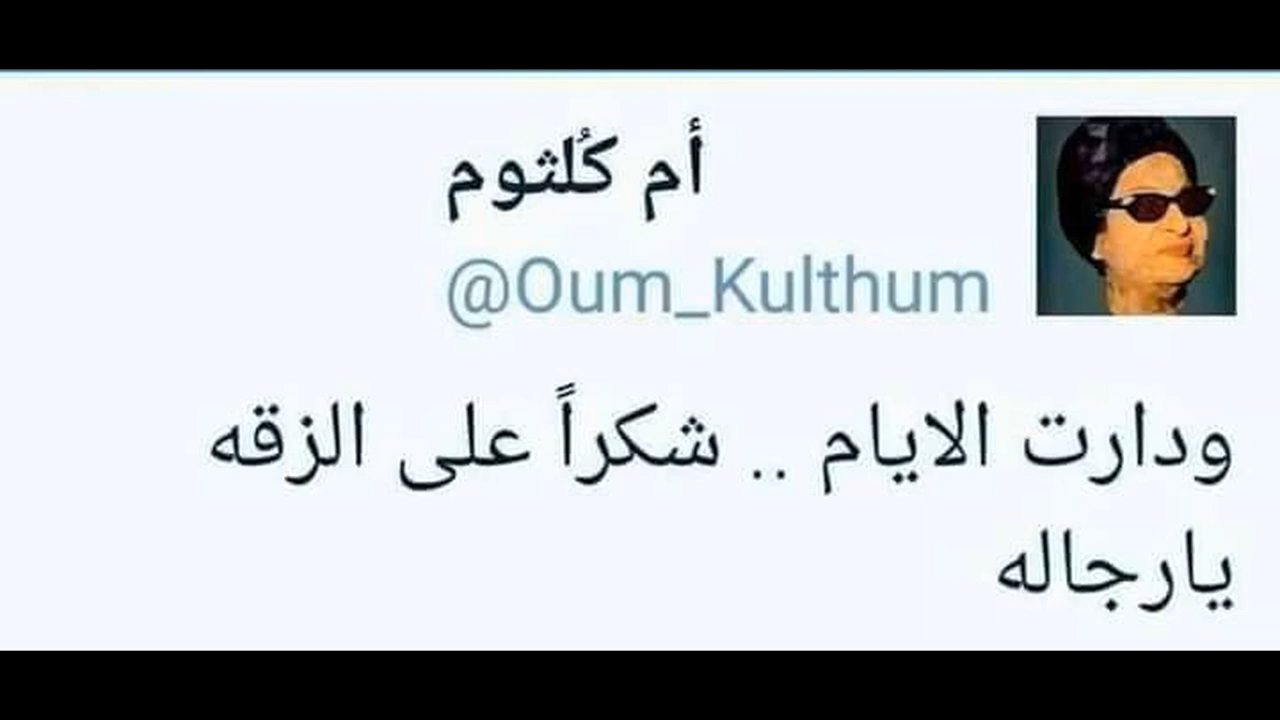 أم كُلثوم
@Oum_Kulthum
ودارت الايام .. شكراً على الزقه
يارجاله